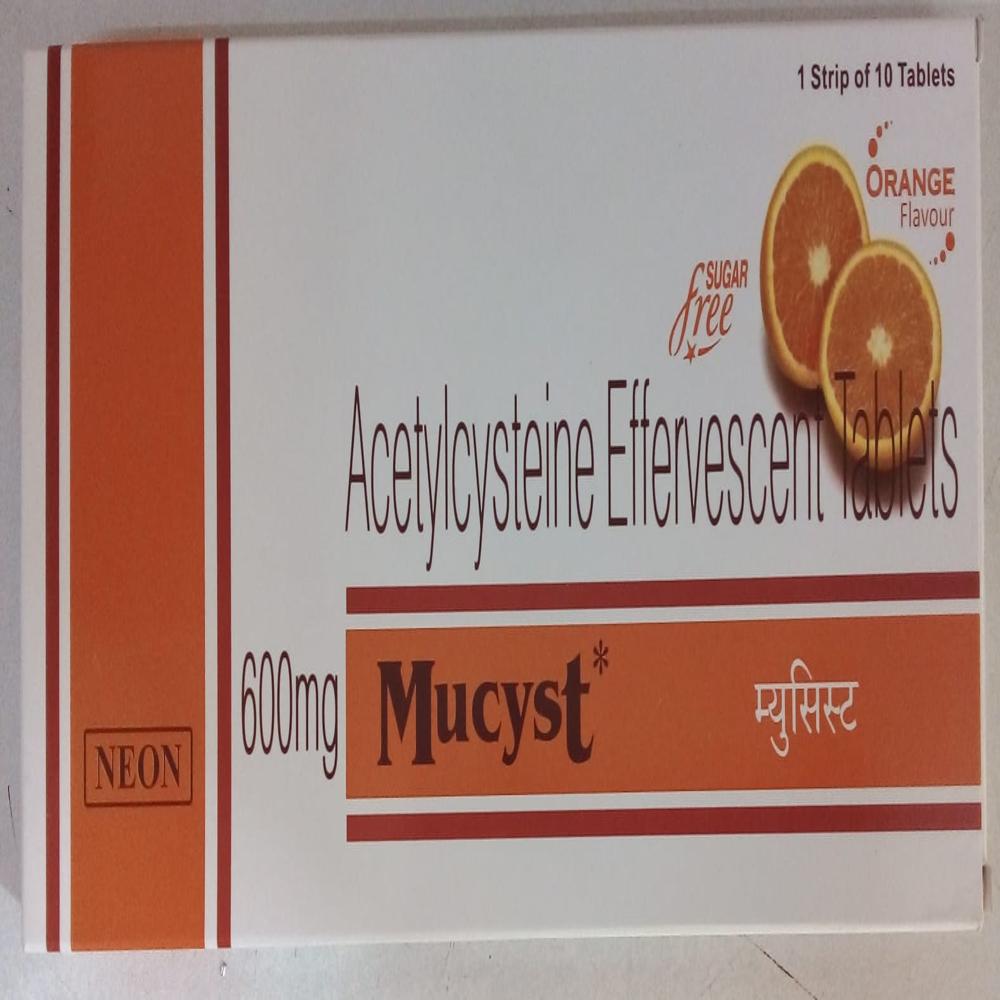 1 Strip of 10 Tablets
ORANGE
Flavour
SUGAR
free
Acetylcysteine Effervescent Tablets
600mg
Mucyst*
म्युसिस्ट
NEON